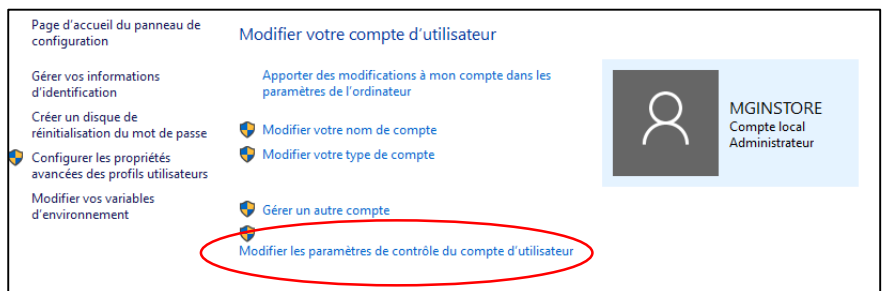 Page d'accueil du panneau de
configuration
Gérer vos informations
d'identification
Créer un disque de
réinitialisation du mot de passe
Configurer les propriétés
avancées des profils utilisateurs
Modifier vos variables
d'environnement
Modifier votre compte d'utilisateur
Apporter des modifications à mon compte dans les
paramètres de l'ordinateur
Modifier votre nom de compte
Modifier votre type de compte
Gérer un autre compte
Modifier les paramètres de contrôle du compte d'utilisateur
MGINSTORE
Compte local
Administrateur